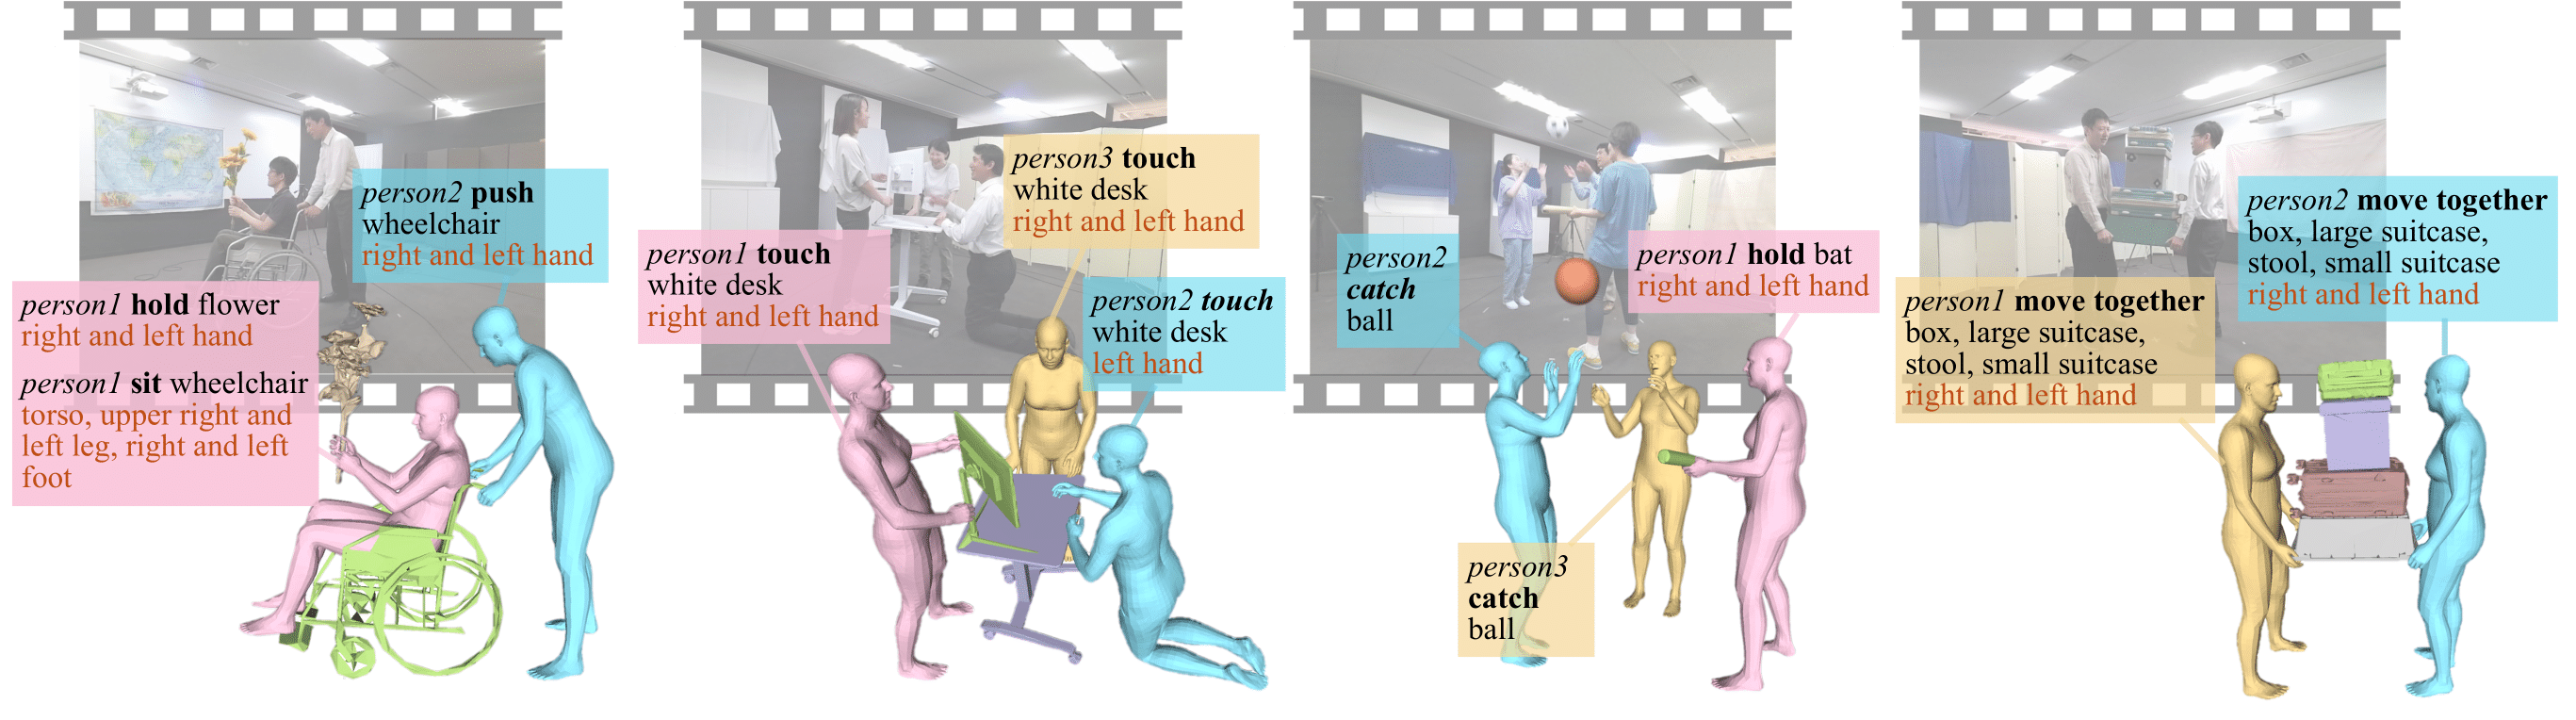 person2 push
wheelchair
right and left hand
person1 hold flower
right and left hand
person1 sit wheelchair
torso, upper right and
left leg, right and left
foot
person3 touch
white desk
right and left hand
person1 touch
white desk
right and left hand
person2 touch
white desk
left hand
person2
catch
ball
person1 hold bat
right and left hand
person3
catch
ball
person2 move together
box, large suitcase,
stool, small suitcase
right and left hand
person1 move together
box, large suitcase,
stool, small suitcase
right and left hand